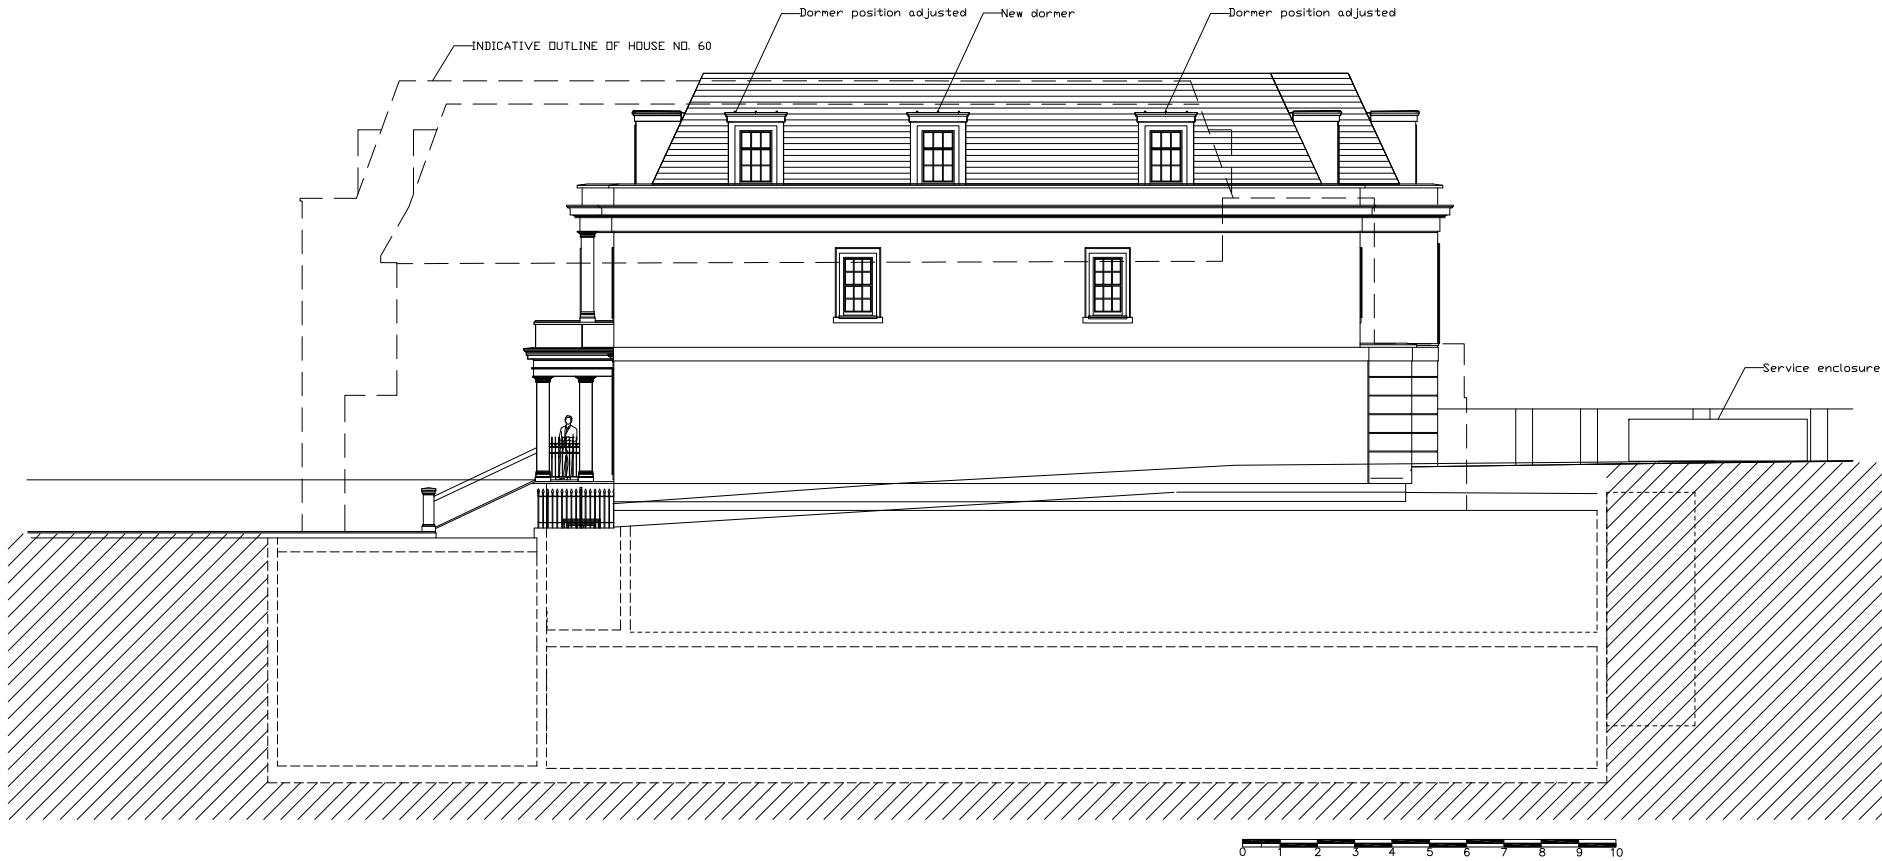 Dormer position adjusted
New dormer
Dormer position adjusted
INDICATIVE OUTLINE OF HOUSE NO. 60
Service enclosure
0 1 2 3 4 5 6 7 8 9 10